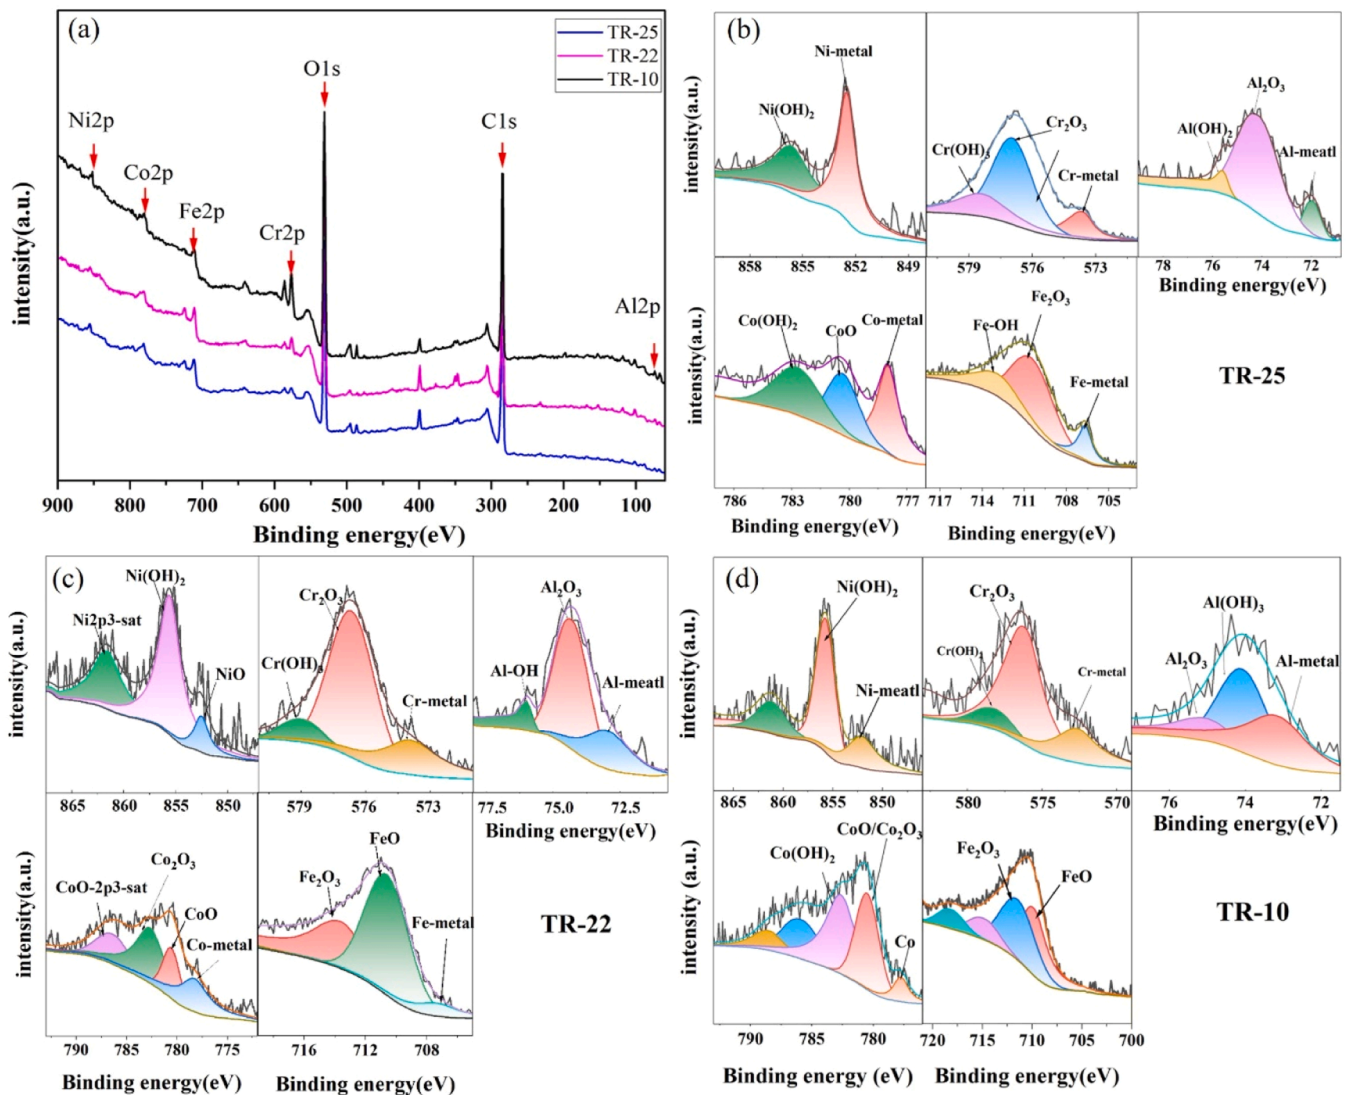 (a)
TR-25
TR-22
TR-10
O1s
C1s
Ni2p
Co2p
Fe2p
Cr2p
Al2p
intensity(a.u.)
900 800 700 600 500 400 300 200 100
Binding energy(eV)
(b)
Ni-metal
Ni(OH)₂
intensity(a.u.)
858 855 852 849
Cr₂O₃
Cr(OH)₃
Cr-metal
579 576 573
Al₂O₃
Al(OH)₂
Al-meatl
78 76 74 72
Binding energy(eV)
Co(OH)₂
CoO
Co-metal
intensity(a.u.)
786 783 780 777
Binding energy(eV)
Fe₂O₃
Fe-OH
Fe-metal
717 714 711 708 705
Binding energy(eV)
TR-25
(c)
Ni(OH)₂
Ni2p3-sat
NiO
intensity(a.u.)
865 860 855 850
Cr₂O₃
Cr(OH)₃
Cr-metal
579 576 573
Al₂O₃
Al-OH
Al-meatl
77.5 75.0 72.5
Binding energy(eV)
Co₂O₃
CoO-2p3-sat
CoO
Co-metal
intensity(a.u.)
790 785 780 775
Binding energy(eV)
FeO
Fe₂O₃
Fe-metal
716 712 708
Binding energy(eV)
TR-22
(d)
Ni(OH)₂
Ni-meatl
intensity(a.u.)
865 860 855 850
Cr₂O₃
Cr(OH)₃
Cr-metal
580 575 570
Al(OH)₃
Al₂O₃
Al-metal
76 74 72
Binding energy(eV)
CoO/Co₂O₃
Co(OH)₂
Co
intensity (a.u.)
790 785 780
Binding energy (eV)
Fe₂O₃
FeO
720 715 710 705 700
Binding energy(eV)
TR-10